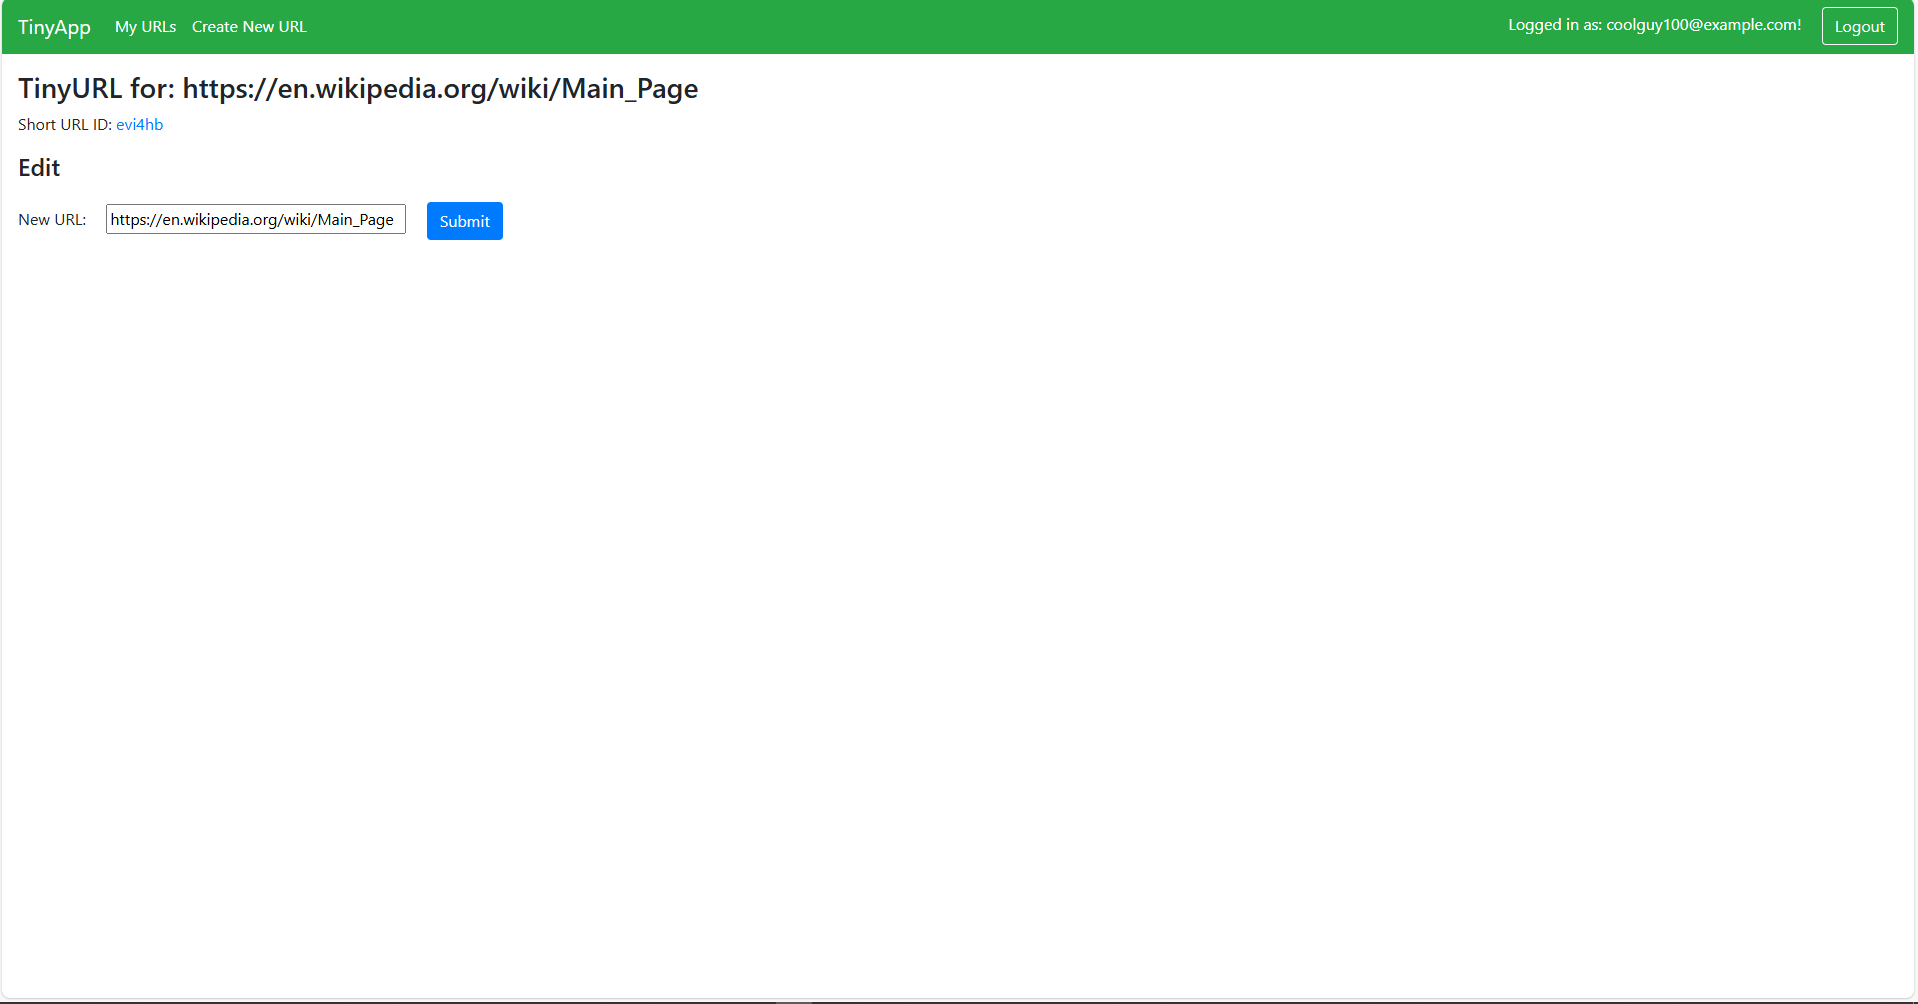 TinyApp My URLs Create New URL Logged in as: coolguy100@example.com! Logout
TinyURL for: https://en.wikipedia.org/wiki/Main_Page
Short URL ID: evi4hb
Edit
New URL: https://en.wikipedia.org/wiki/Main_Page Submit